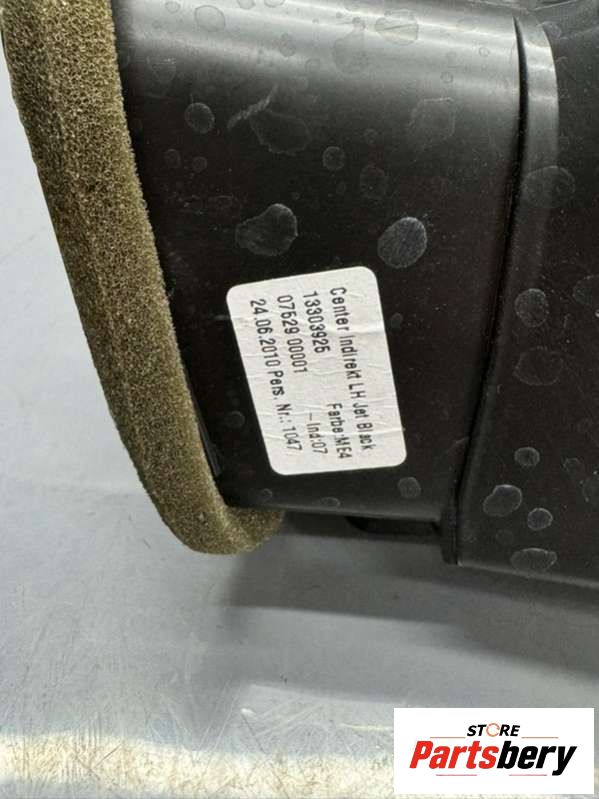 Center Indirekt LH Jet Black
13303925 Farbe:ME4
07529 00001 ~ Ind:07
24.06.2010 Pers. Nr.: 1047
STORE
Partsbery